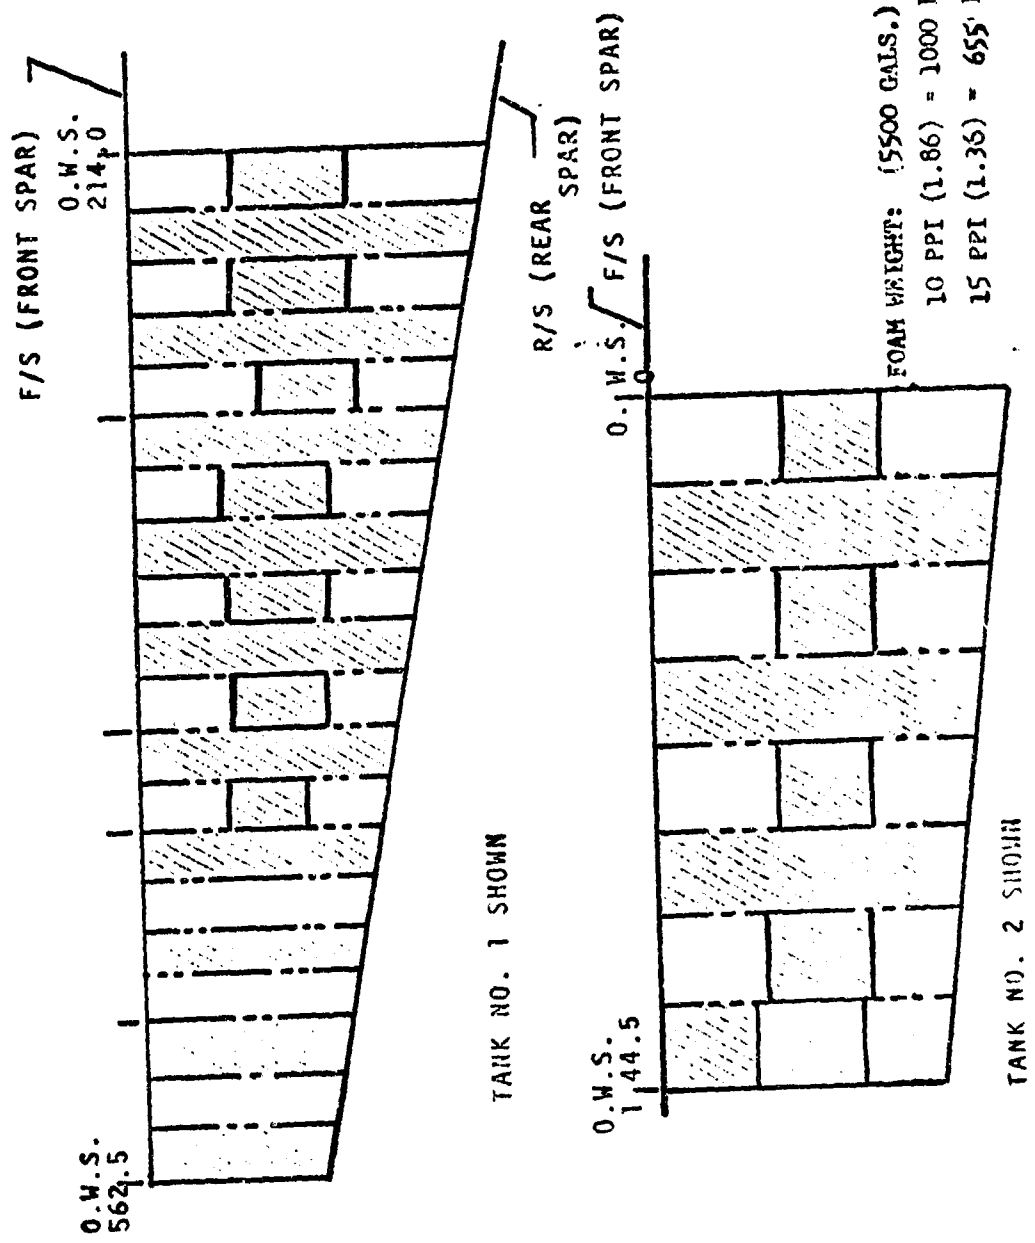 F/S (FRONT SPAR)
O.W.S.
214.0
O.W.S.
562.5
R/S (REAR
SPAR)
TANK NO. 1 SHOWN
F/S (FRONT SPAR)
O.W.S.
0
O.W.S.
144.5
TANK NO. 2 SHOWN
FOAM WEIGHT: (5500 GALS.)
10 PPI (1.86) = 1000
15 PPI (1.36) = 655